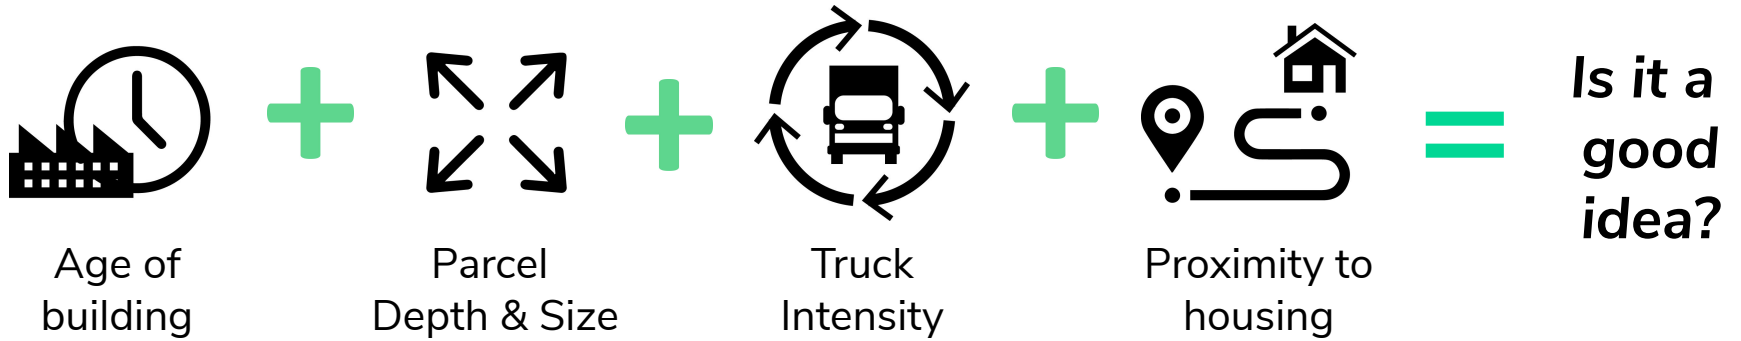 Age of
building
Parcel
Depth & Size
Truck
Intensity
Proximity to
housing
Is it a
good
idea?